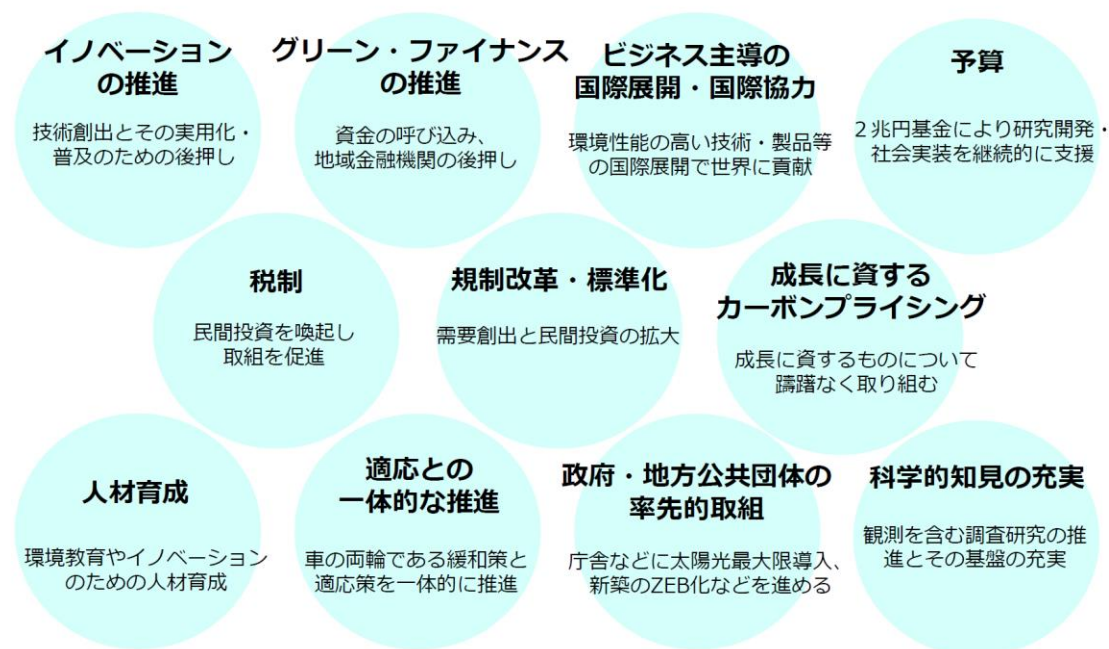 イノベーション
の推進
技術創出とその実用化・
普及のための後押し
グリーン・ファイナンス
の推進
資金の呼び込み、
地域金融機関の後押し
ビジネス主導の
国際展開・国際協力
環境性能の高い技術・製品等
の国際展開で世界に貢献
予算
２兆円基金により研究開発・
社会実装を継続的に支援
税制
民間投資を喚起し
取組を促進
規制改革・標準化
需要創出と民間投資の拡大
成長に資する
カーボンプライシング
成長に資するものについて
躊躇なく取り組む
人材育成
環境教育やイノベーション
のための人材育成
適応との
一体的な推進
車の両輪である緩和策と
適応策を一体的に推進
政府・地方公共団体の
率先的取組
庁舎などに太陽光最大限導入、
新築のZEB化などを進める
科学的知見の充実
観測を含む調査研究の推
進とその基盤の充実